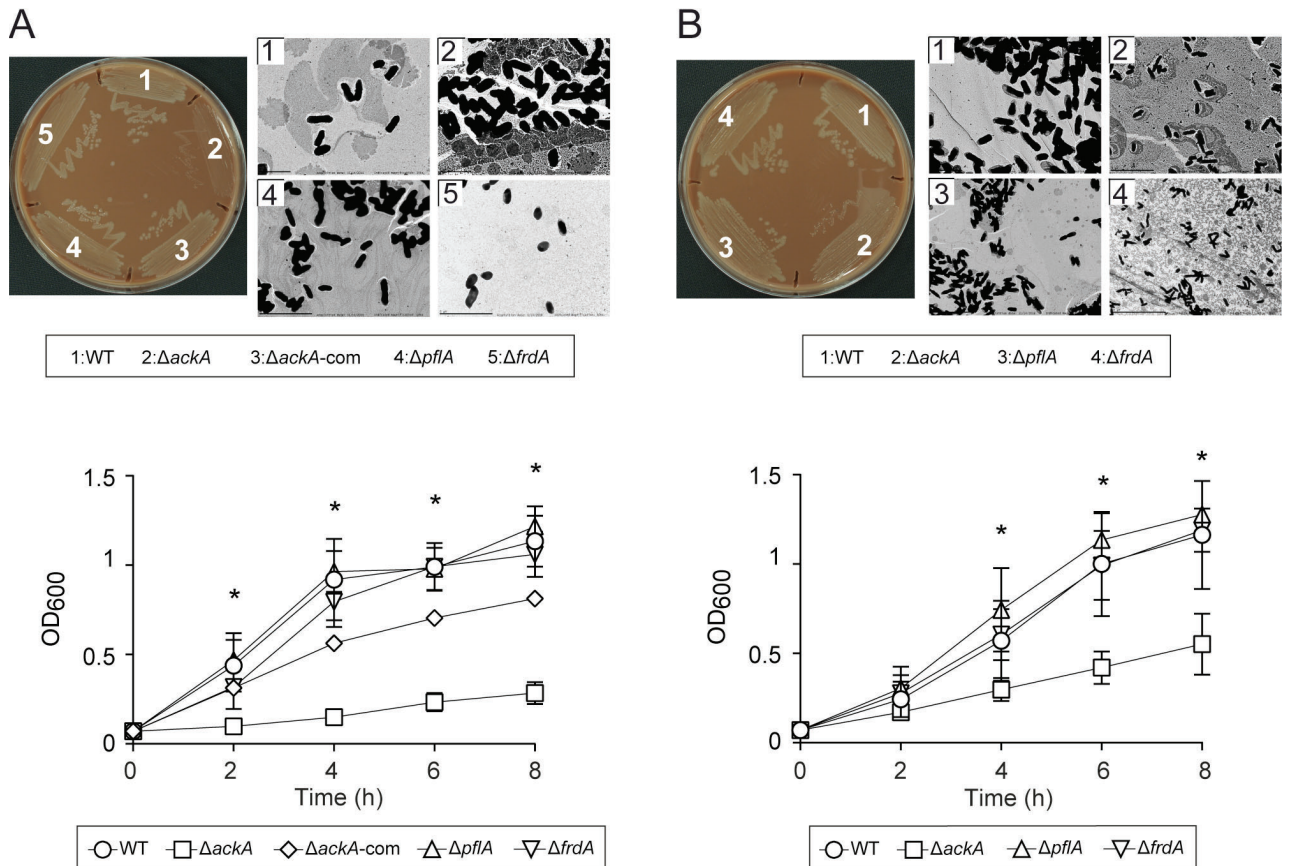 A
B
1
2
3
4
5
1
2
4
5
1
2
3
4
1
2
3
4
1:WT 2:ΔackA 3:ΔackA-com 4:ΔpflA 5:ΔfrdA
1:WT 2:ΔackA 3:ΔpflA 4:ΔfrdA
1.5
1
0.5
0
OD600
* * * *
0 2 4 6 8
Time (h)
WT ΔackA ΔackA-com ΔpflA ΔfrdA
1.5
1
0.5
0
OD600
* * *
0 2 4 6 8
Time (h)
WT ΔackA ΔpflA ΔfrdA